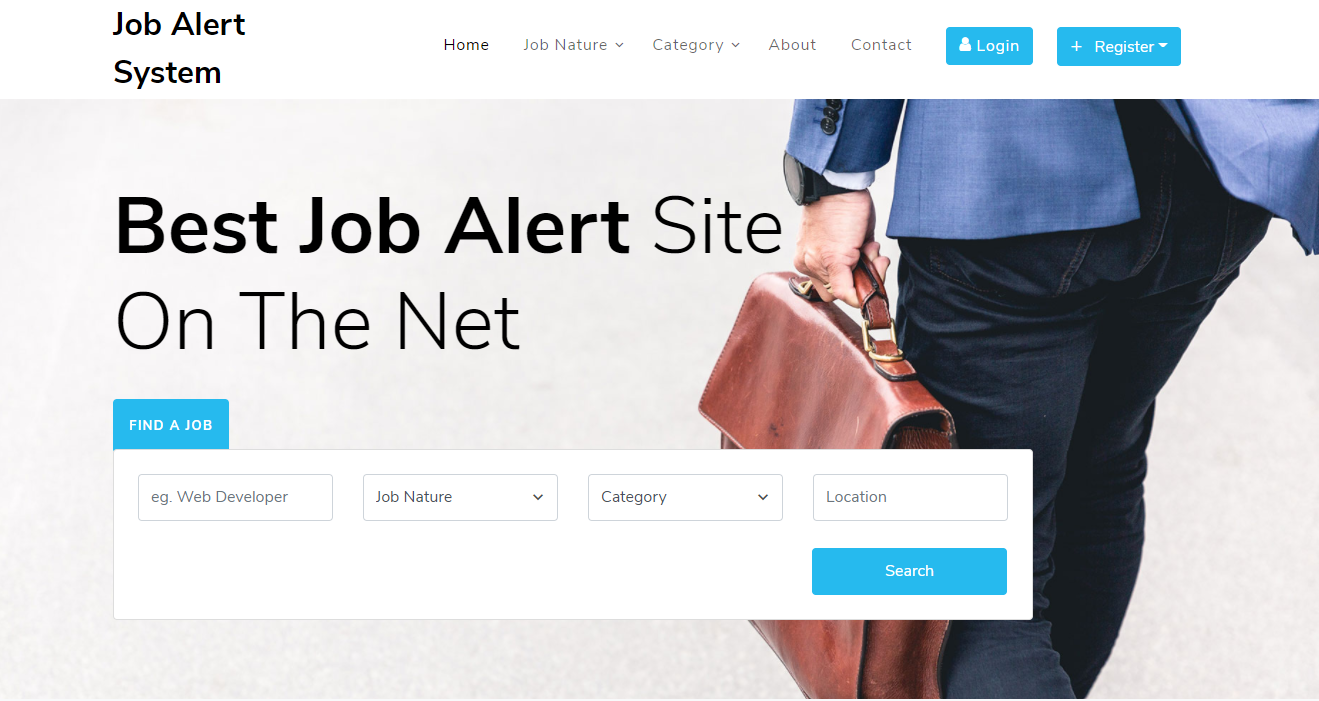 Job Alert
System
Home
Job Nature
Category
About
Contact
Login
+ Register
Best Job Alert Site
On The Net
FIND A JOB
eg. Web Developer
Job Nature
Category
Location
Search